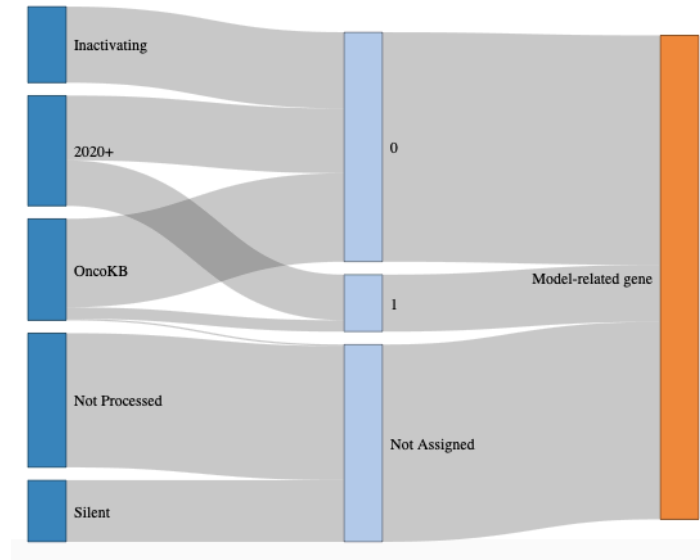 Inactivating
2020+
OncoKB
Not Processed
Silent
0
1
Not Assigned
Model-related gene